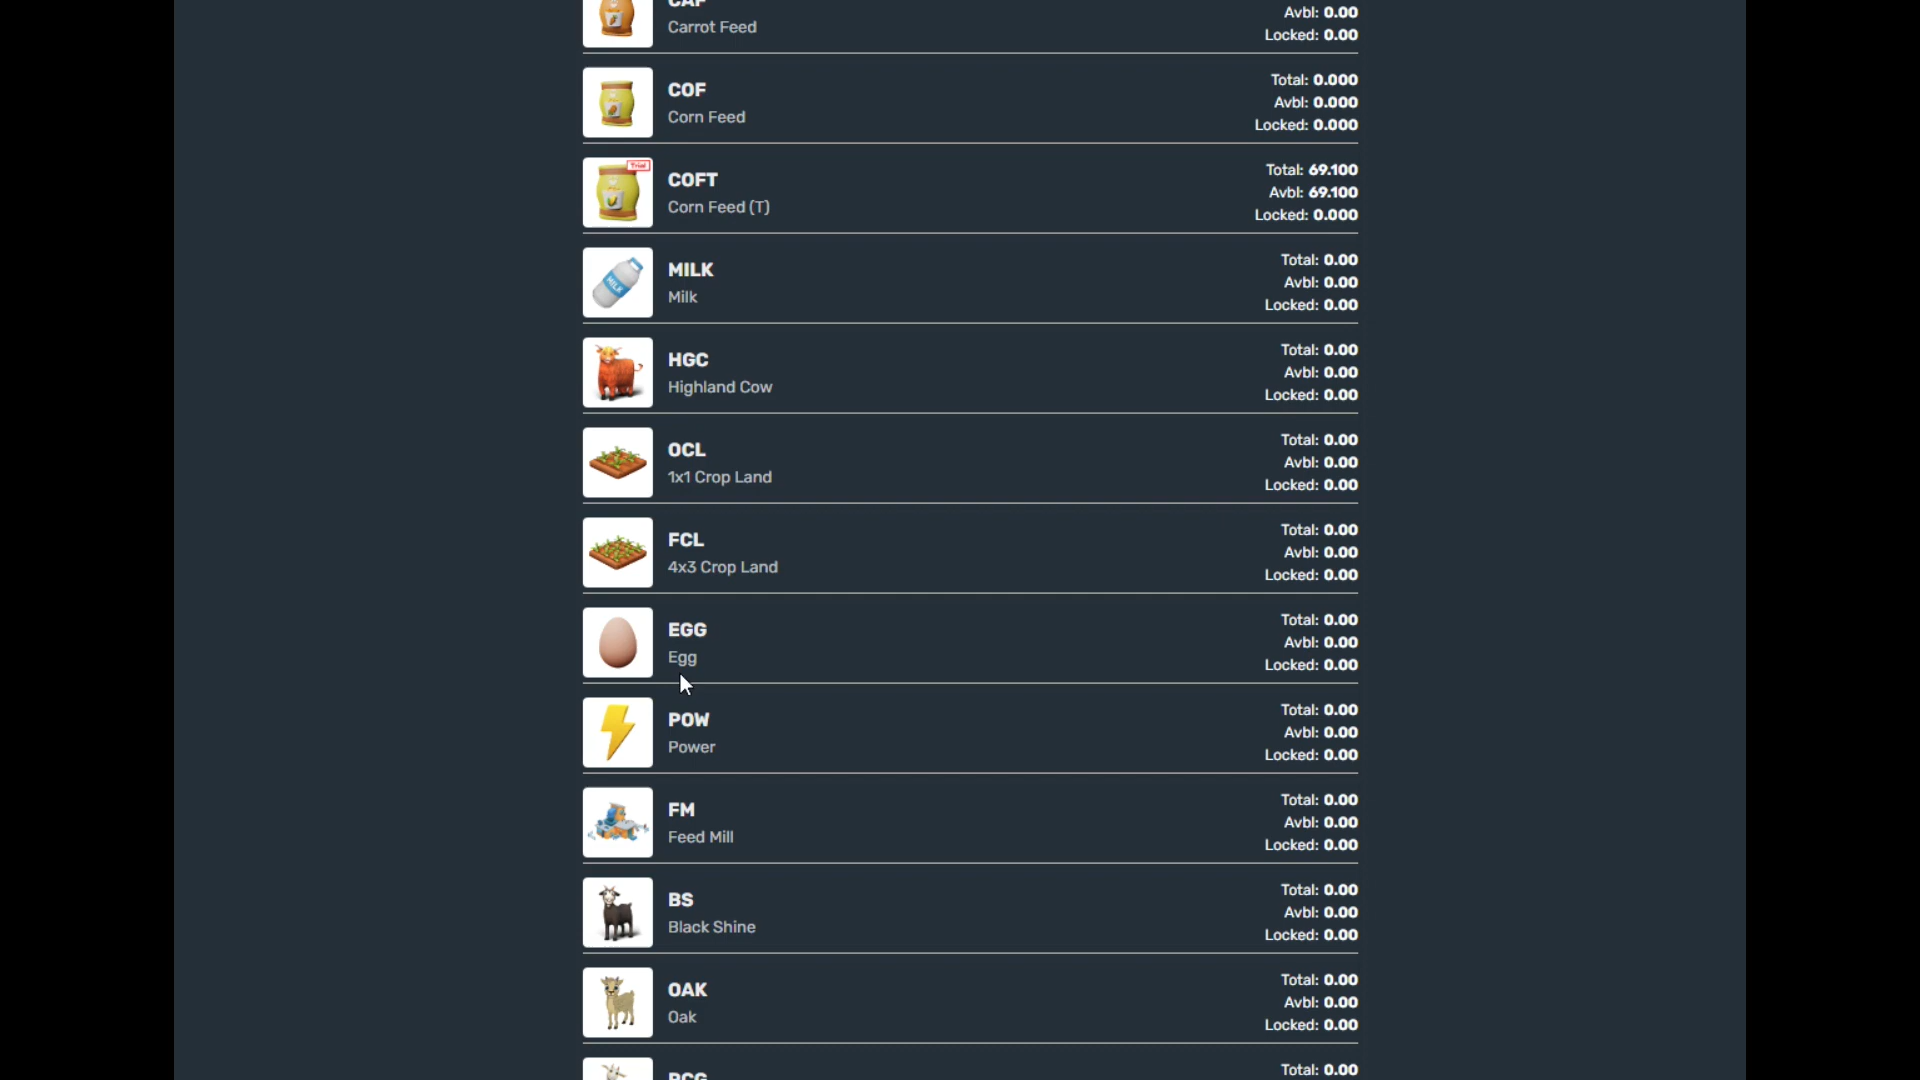 CAF
Carrot Feed
Avbl: 0.00
Locked: 0.00
COF
Corn Feed
Total: 0.000
Avbl: 0.000
Locked: 0.000
Trial
COFT
Corn Feed (T)
Total: 69.100
Avbl: 69.100
Locked: 0.000
MILK
MILK
Milk
Total: 0.00
Avbl: 0.00
Locked: 0.00
HGC
Highland Cow
Total: 0.00
Avbl: 0.00
Locked: 0.00
OCL
1x1 Crop Land
Total: 0.00
Avbl: 0.00
Locked: 0.00
FCL
4x3 Crop Land
Total: 0.00
Avbl: 0.00
Locked: 0.00
EGG
Egg
Total: 0.00
Avbl: 0.00
Locked: 0.00
POW
Power
Total: 0.00
Avbl: 0.00
Locked: 0.00
FM
Feed Mill
Total: 0.00
Avbl: 0.00
Locked: 0.00
BS
Black Shine
Total: 0.00
Avbl: 0.00
Locked: 0.00
OAK
Oak
Total: 0.00
Avbl: 0.00
Locked: 0.00
Total: 0.00